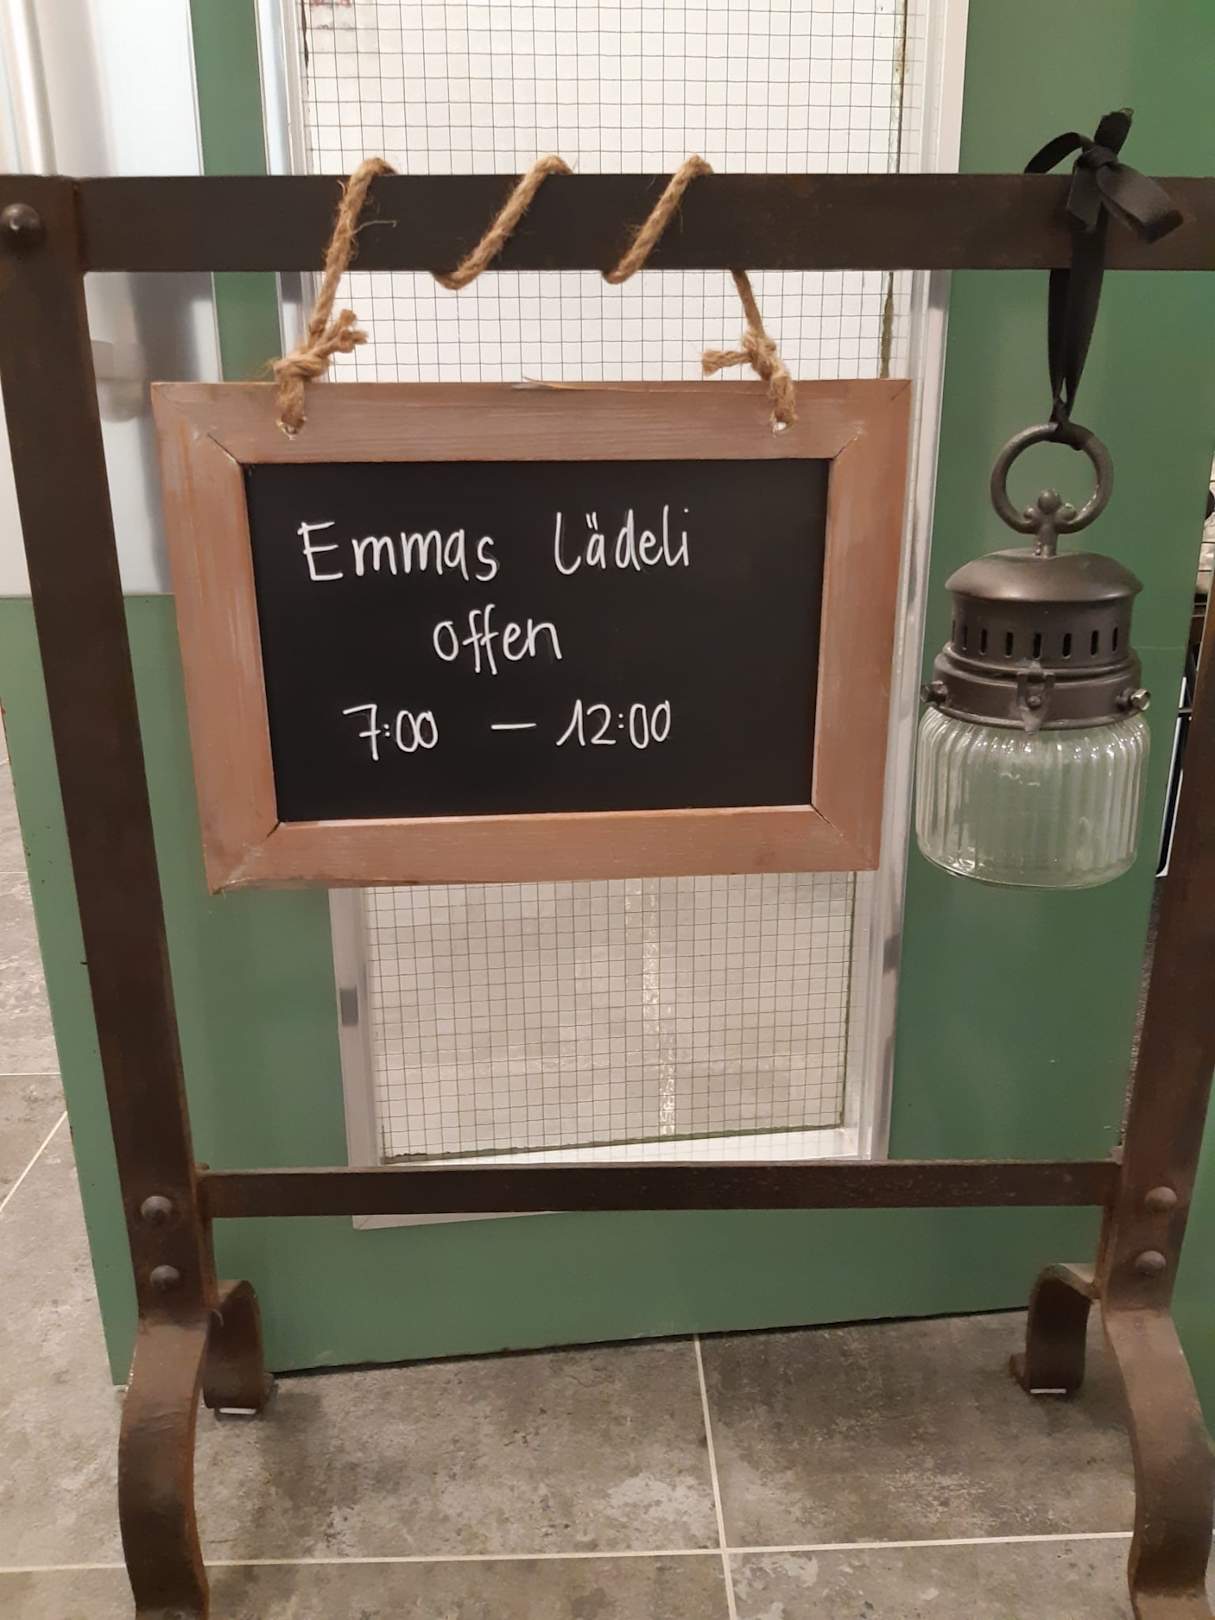 Emmas Lädeli
offen
7:00 — 12:00